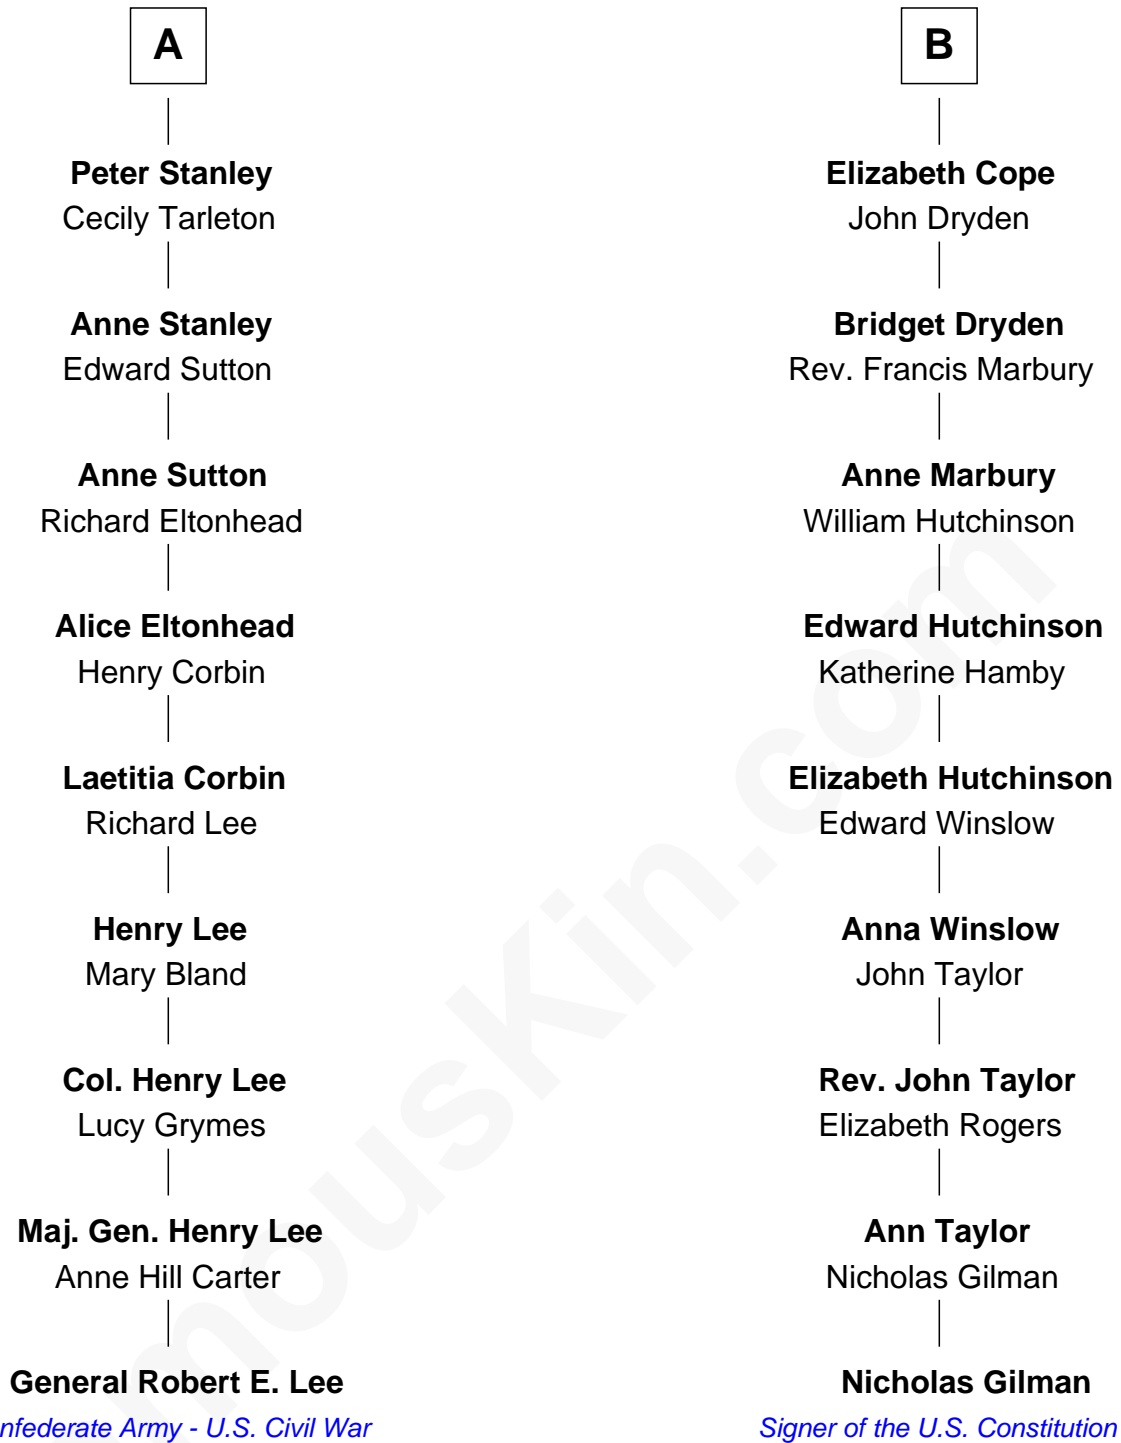 A
Peter Stanley
Cecily Tarleton
Anne Stanley
Edward Sutton
Anne Sutton
Richard Eltonhead
Alice Eltonhead
Henry Corbin
Laetitia Corbin
Richard Lee
Henry Lee
Mary Bland
Col. Henry Lee
Lucy Grymes
Maj. Gen. Henry Lee
Anne Hill Carter
General Robert E. Lee
nfederate Army - U.S. Civil War
B
Elizabeth Cope
John Dryden
Bridget Dryden
Rev. Francis Marbury
Anne Marbury
William Hutchinson
Edward Hutchinson
Katherine Hamby
Elizabeth Hutchinson
Edward Winslow
Anna Winslow
John Taylor
Rev. John Taylor
Elizabeth Rogers
Ann Taylor
Nicholas Gilman
Nicholas Gilman
Signer of the U.S. Constitution
mousKin.com